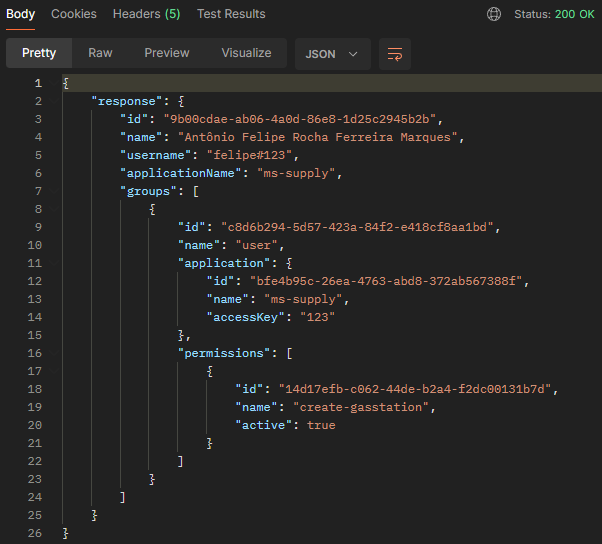 Body Cookies Headers (5) Test Results Status: 200 OK
Pretty Raw Preview Visualize JSON
1 {
2 "response": {
3 "id": "9b00cdae-ab06-4a0d-86e8-1d25c2945b2b",
4 "name": "Antônio Felipe Rocha Ferreira Marques",
5 "username": "felipe#123",
6 "applicationName": "ms-supply",
7 "groups": [
8 {
9 "id": "c8d6b294-5d57-423a-84f2-e418cf8aa1bd",
10 "name": "user",
11 "application": {
12 "id": "bfe4b95c-26ea-4763-abd8-372ab567388f",
13 "name": "ms-supply",
14 "accessKey": "123"
15 },
16 "permissions": [
17 {
18 "id": "14d17efb-c062-44de-b2a4-f2dc00131b7d",
19 "name": "create-gasstation",
20 "active": true
21 }
22 ]
23 }
24 ]
25 }
26 }